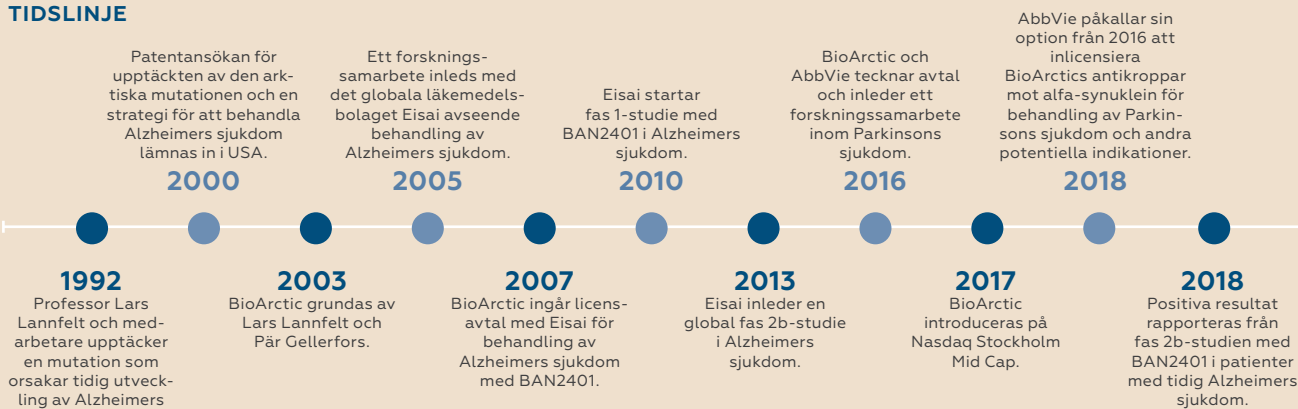 TIDSLINJE
1992
Professor Lars
Lannfelt och med-
arbetare upptäcker
en mutation som
orsakar tidig utveck-
ling av Alzheimers
Patentansökan för
upptäckten av den ark-
tiska mutationen och en
strategi för att behandla
Alzheimers sjukdom
lämnas in i USA.
2000
2003
BioArctic grundas av
Lars Lannfelt och
Pär Gellerfors.
Ett forsknings-
samarbete inleds med
det globala läkemedels-
bolaget Eisai avseende
behandling av
Alzheimers sjukdom.
2005
2007
BioArctic ingår licens-
avtal med Eisai för
behandling av
Alzheimers sjukdom
med BAN2401.
Eisai startar
fas 1-studie med
BAN2401 i Alzheimers
sjukdom.
2010
2013
Eisai inleder en
global fas 2b-studie
i Alzheimers
sjukdom.
BioArctic och
AbbVie tecknar avtal
och inleder ett
forskningssamarbete
inom Parkinsons
sjukdom.
2016
2017
BioArctic
introduceras på
Nasdaq Stockholm
Mid Cap.
AbbVie påkallar sin
option från 2016 att
inlicensiera
BioArctics antikroppar
mot alfa-synuklein för
behandling av Parkin-
sons sjukdom och andra
potentiella indikationer.
2018
2018
Positiva resultat
rapporteras från
fas 2b-studien med
BAN2401 i patienter
med tidig Alzheimers
sjukdom.